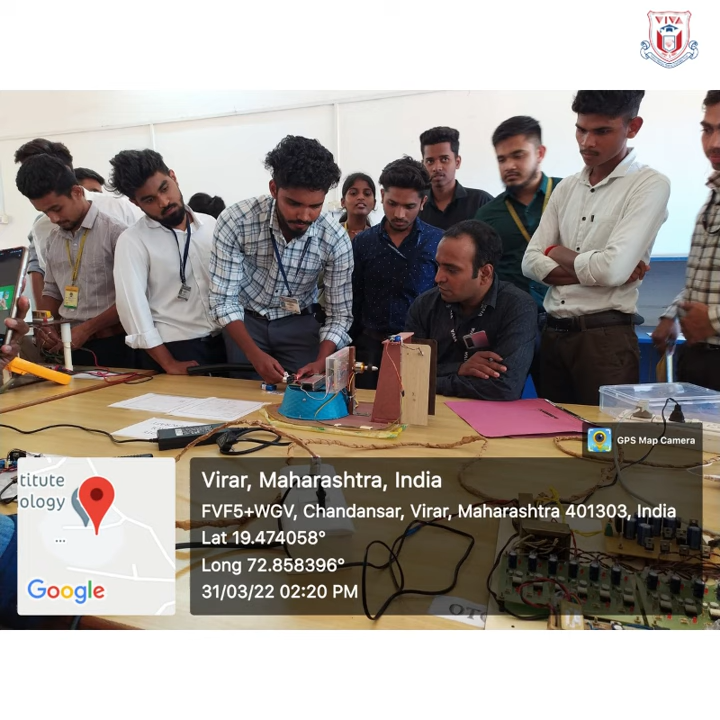 VIVA
GPS Map Camera
titute
ology
...
Google
Virar, Maharashtra, India
FVF5+WGV, Chandansar, Virar, Maharashtra 401303, India
Lat 19.474058°
Long 72.858396°
31/03/22 02:20 PM